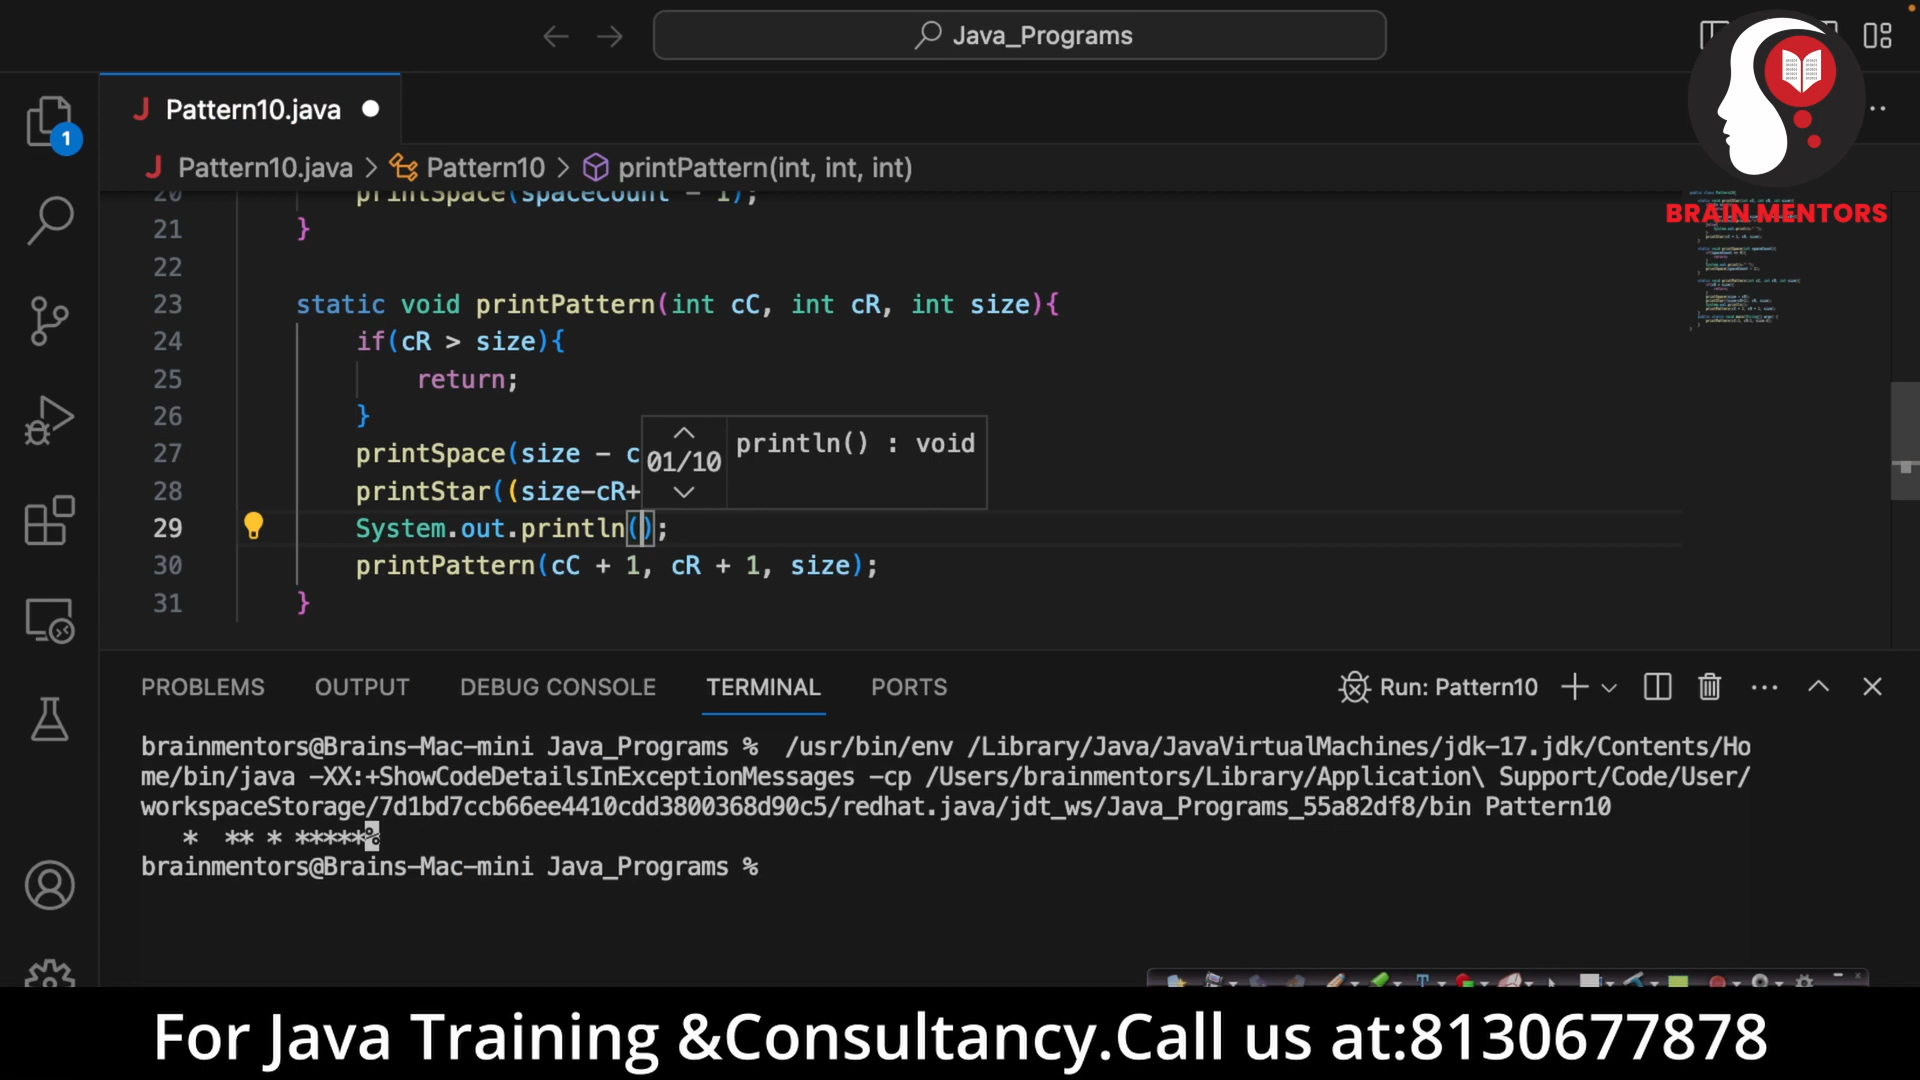 Java_Programs
Pattern10.java
Pattern10.java > Pattern10 > printPattern(int, int, int)
BRAIN MENTORS
20 printSpace(spaceCount - 1);
21 }
22
23 static void printPattern(int cC, int cR, int size){
24 if(cR > size){
25 return;
26 }
27 printSpace(size - c
28 printStar((size-cR+
01/10 println() : void
29 System.out.println();
30 printPattern(cC + 1, cR + 1, size);
31 }
1
PROBLEMS OUTPUT DEBUG CONSOLE TERMINAL PORTS Run: Pattern10
brainmentors@Brains-Mac-mini Java_Programs % /usr/bin/env /Library/Java/JavaVirtualMachines/jdk-17.jdk/Contents/Ho
me/bin/java -XX:+ShowCodeDetailsInExceptionMessages -cp /Users/brainmentors/Library/Application\ Support/Code/User/
workspaceStorage/7d1bd7ccb66ee4410cdd3800368d90c5/redhat.java/jdt_ws/Java_Programs_55a82df8/bin Pattern10
* ** * *****%
brainmentors@Brains-Mac-mini Java_Programs %
For Java Training &Consultancy.Call us at:8130677878